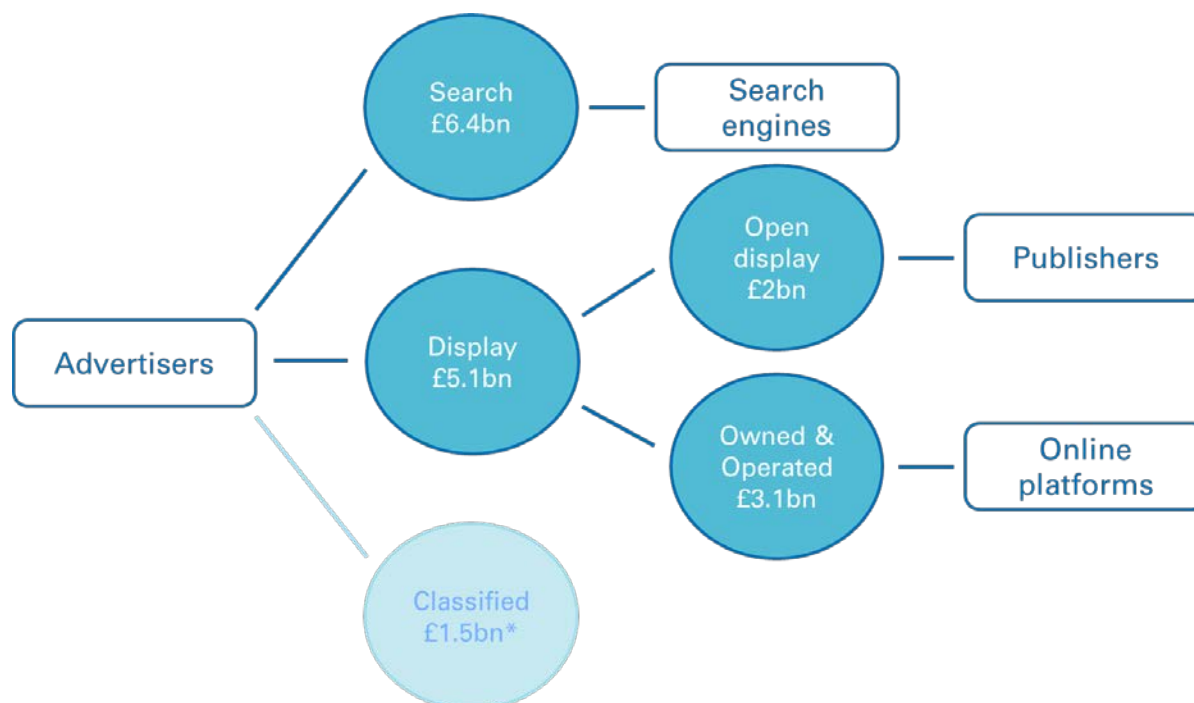 Search
£6.4bn
Search
engines
Open
display
£2bn
Publishers
Advertisers
Display
£5.1bn
Owned &
Operated
£3.1bn
Online
platforms
Classified
£1.5bn*